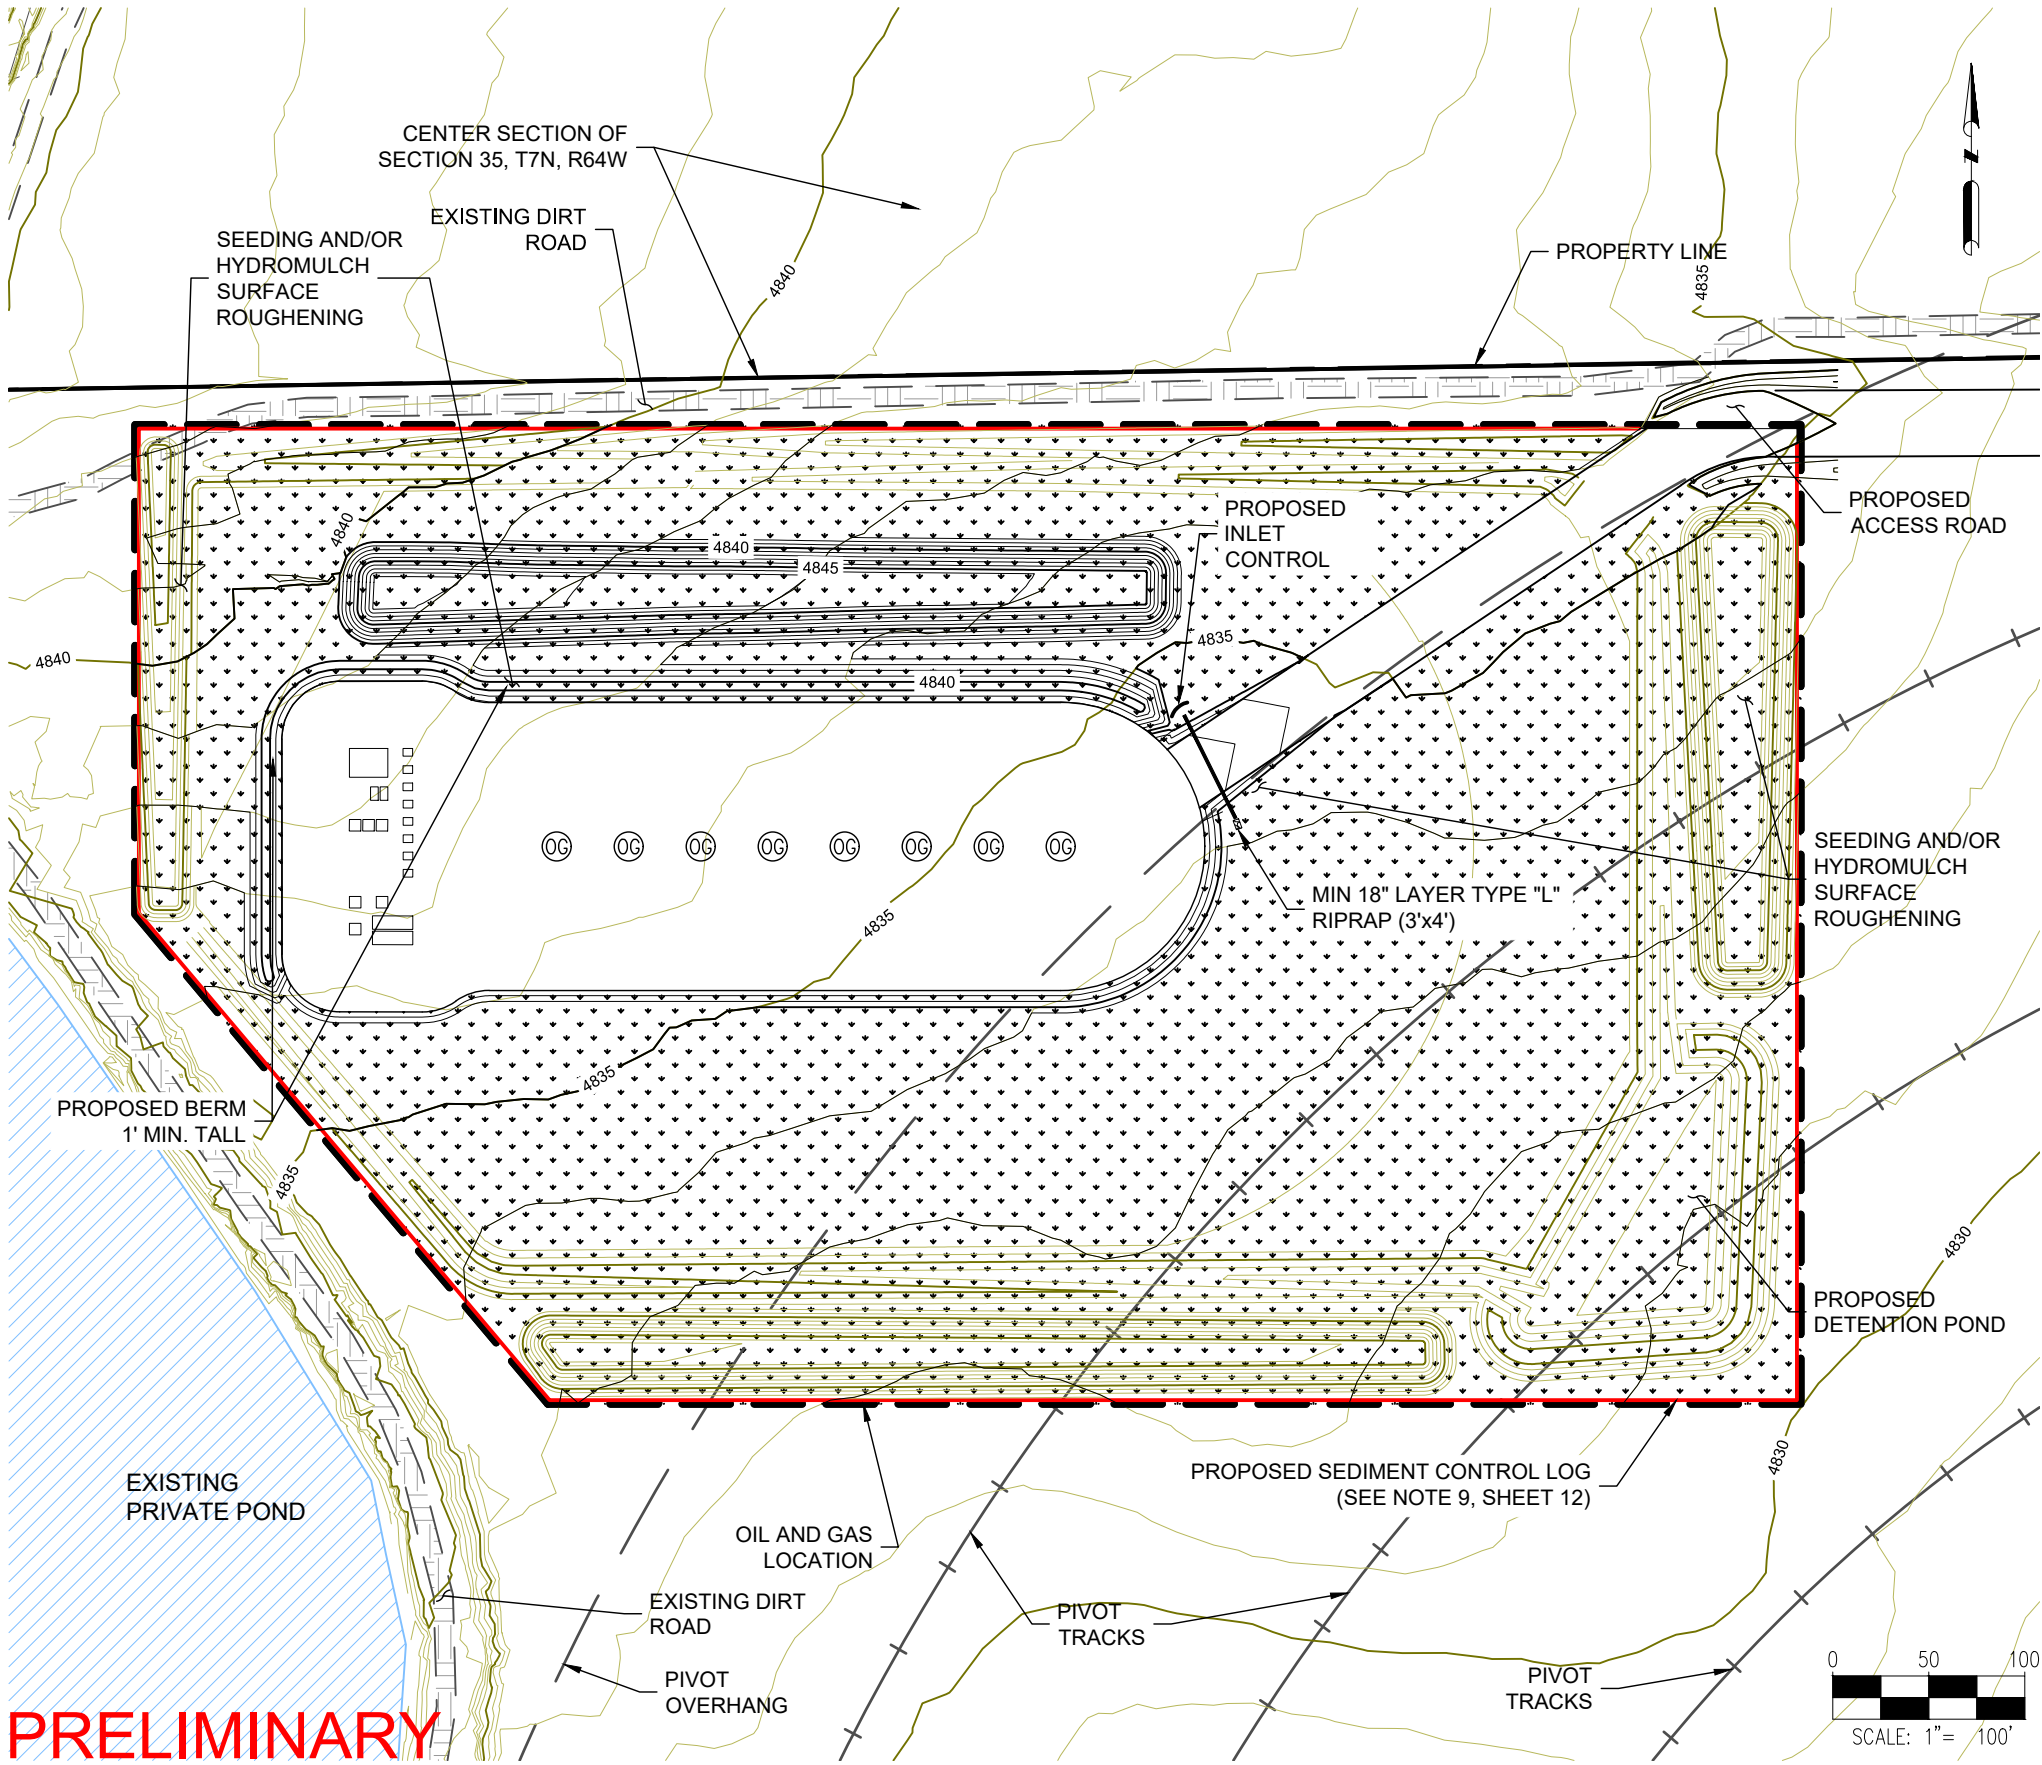 CENTER SECTION OF
SECTION 35, T7N, R64W
EXISTING DIRT
ROAD
SEEDING AND/OR
HYDROMULCH
SURFACE
ROUGHENING
4840
N
PROPERTY LINE
4835
PROPOSED
ACCESS ROAD
PROPOSED
INLET
CONTROL
4840
4840
4845
4835
4840
4840
OG OG OG OG OG OG OG OG
4835
MIN 18" LAYER TYPE "L"
RIPRAP (3'x4')
SEEDING AND/OR
HYDROMULCH
SURFACE
ROUGHENING
4835
PROPOSED BERM
1' MIN. TALL
4835
4830
PROPOSED
DETENTION POND
4830
PROPOSED SEDIMENT CONTROL LOG
(SEE NOTE 9, SHEET 12)
EXISTING
PRIVATE POND
OIL AND GAS
LOCATION
EXISTING DIRT
ROAD
PIVOT
TRACKS
PIVOT
OVERHANG
PIVOT
TRACKS
0 50 100
SCALE: 1"= 100'
PRELIMINARY